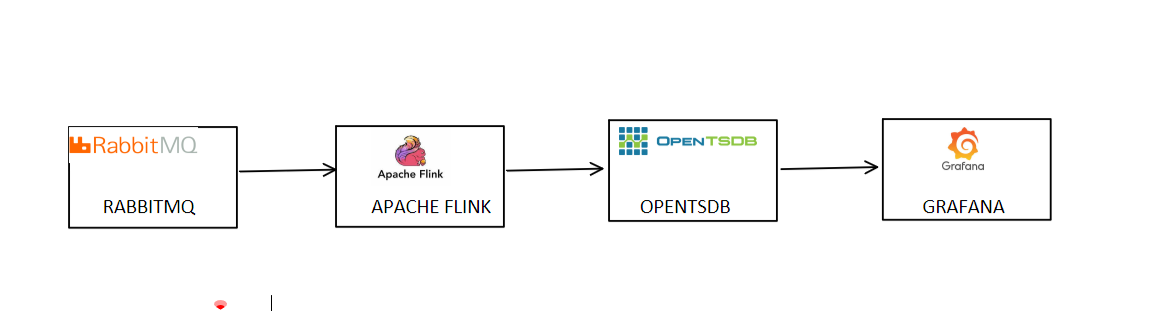 RabbitMQ
RABBITMQ
Apache Flink
APACHE FLINK
OPENTSDB
OPENTSDB
Grafana
GRAFANA